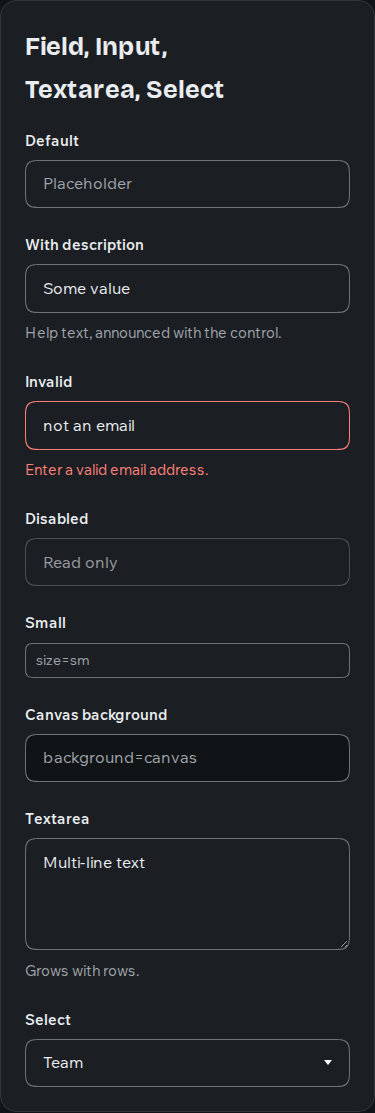 Field, Input,
Textarea, Select
Default
Placeholder
With description
Some value
Help text, announced with the control.
Invalid
not an email
Enter a valid email address.
Disabled
Read only
Small
size=sm
Canvas background
background=canvas
Textarea
Multi-line text
Grows with rows.
Select
Team